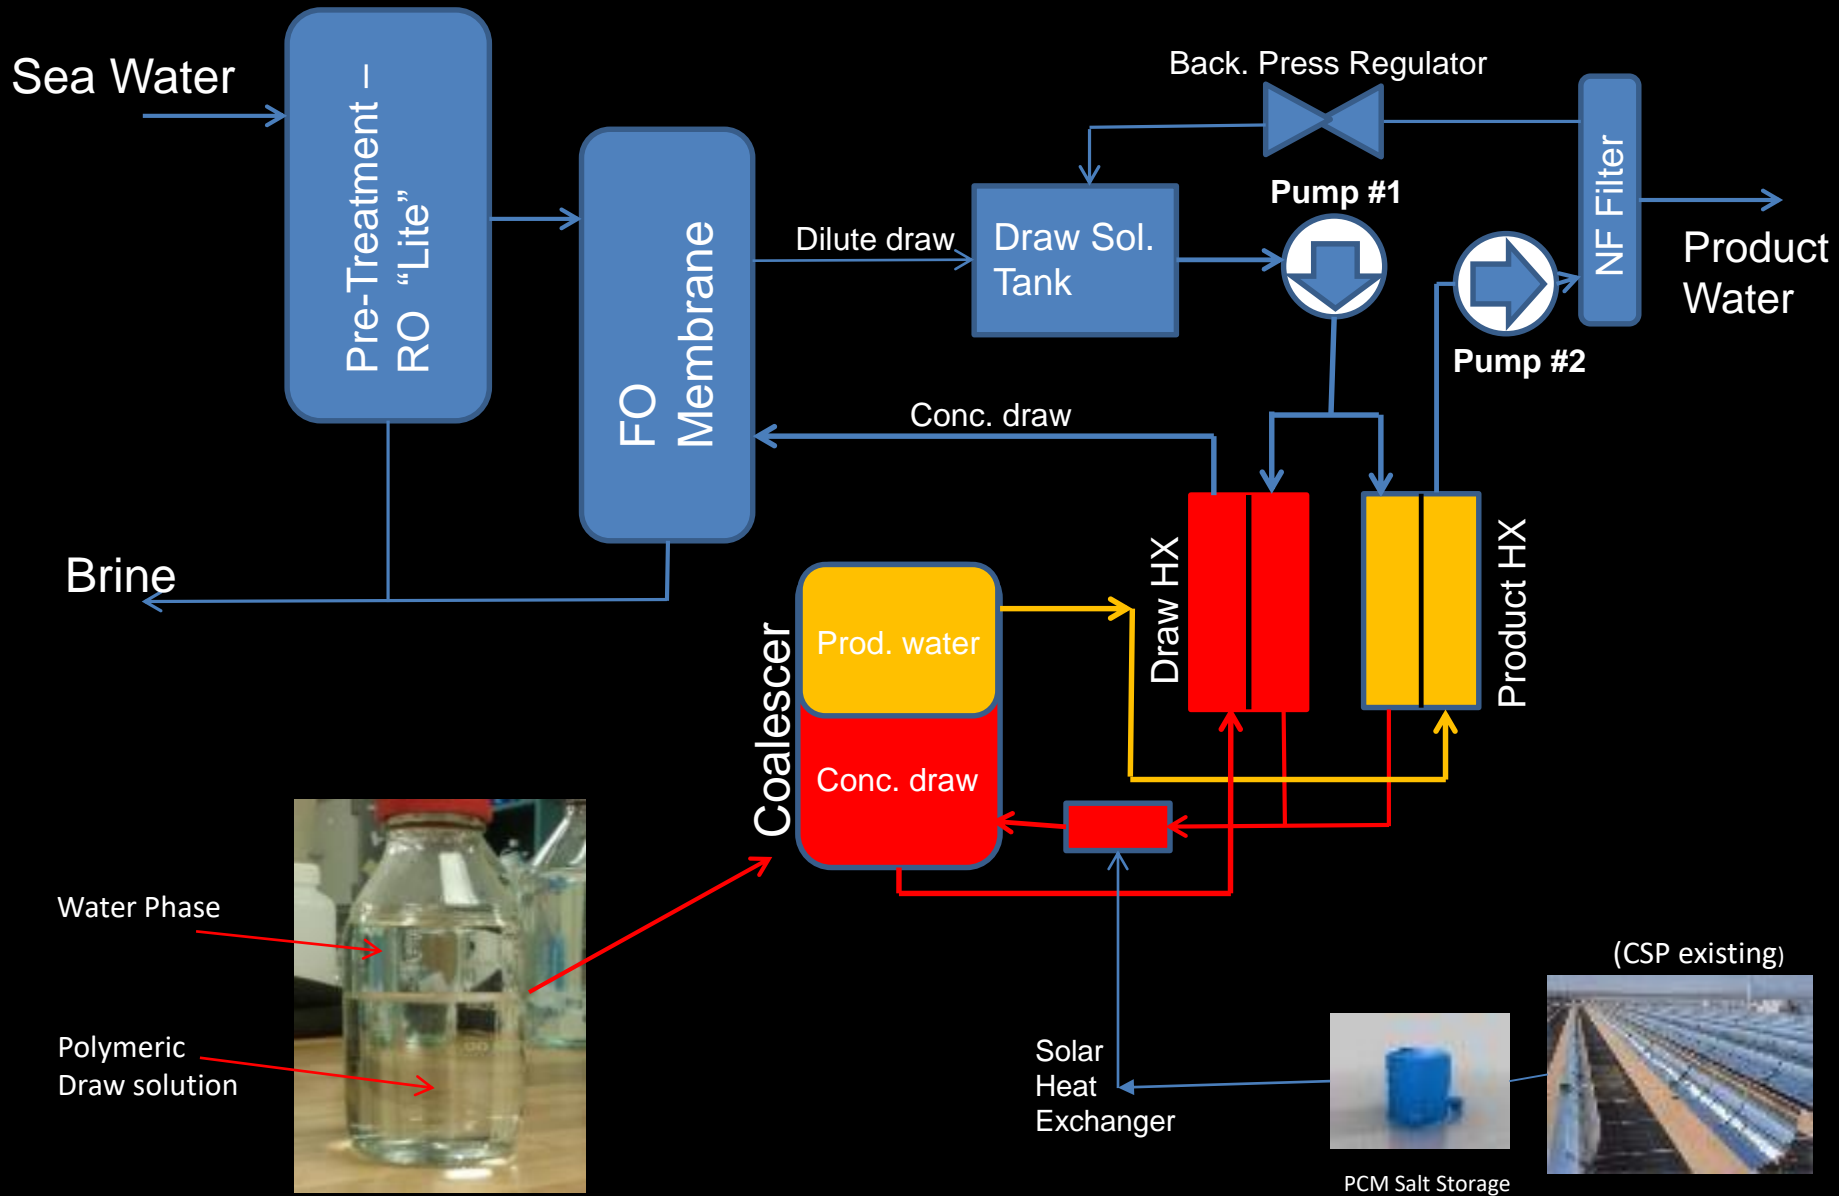 Sea Water
Pre-Treatment –
RO “Lite”
FO
Membrane
Brine
Dilute draw
Draw Sol.
Tank
Back. Press Regulator
Pump #1
Pump #2
NF Filter
Product
Water
Conc. draw
Draw HX
Product HX
Coalescer
Prod. water
Conc. draw
Water Phase
Polymeric
Draw solution
Solar
Heat
Exchanger
(CSP existing)
PCM Salt Storage